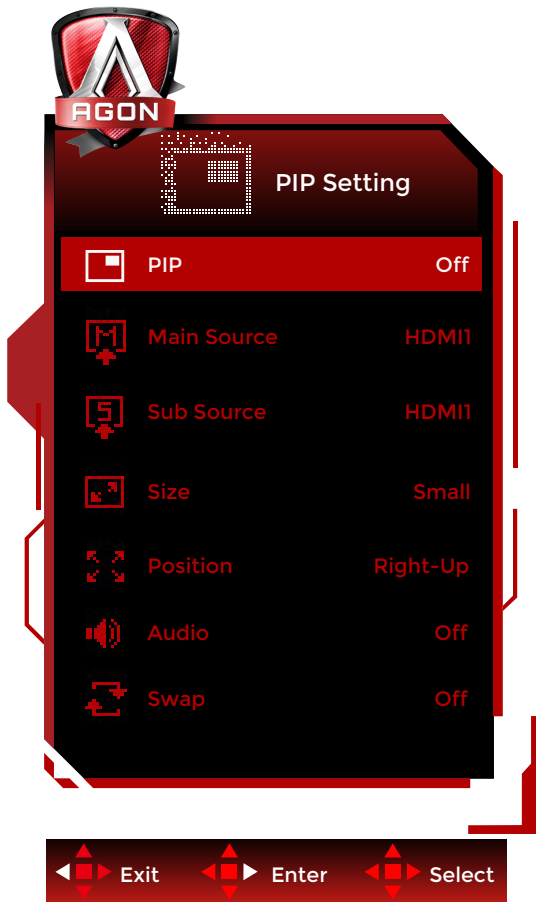 AGON
PIP Setting
PIP Off
Main Source HDMI1
Sub Source HDMI1
Size Small
Position Right-Up
Audio Off
Swap Off
Exit Enter Select